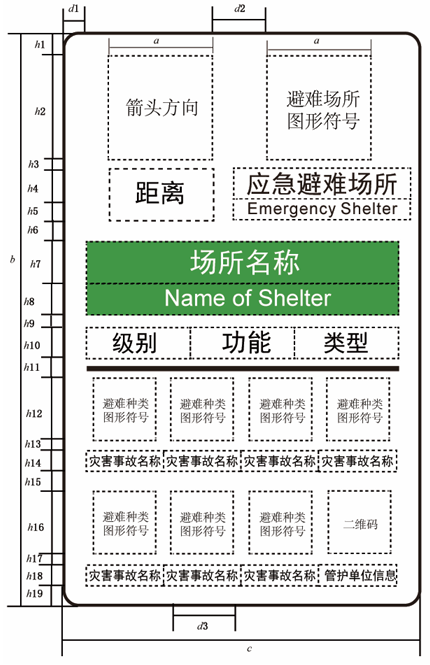 d1
d2
h1
a
a
h2
箭头方向
避难场所
图形符号
h3
h4
距离
应急避难场所
h5
Emergency Shelter
h6
b
h7
场所名称
h8
Name of Shelter
h9
h10
级别
功能
类型
h11
h12
避难种类
图形符号
避难种类
图形符号
避难种类
图形符号
避难种类
图形符号
h13
h14
灾害事故名称
灾害事故名称
灾害事故名称
灾害事故名称
h15
h16
避难种类
图形符号
避难种类
图形符号
避难种类
图形符号
二维码
h17
h18
灾害事故名称
灾害事故名称
灾害事故名称
管护单位信息
h19
d3
c